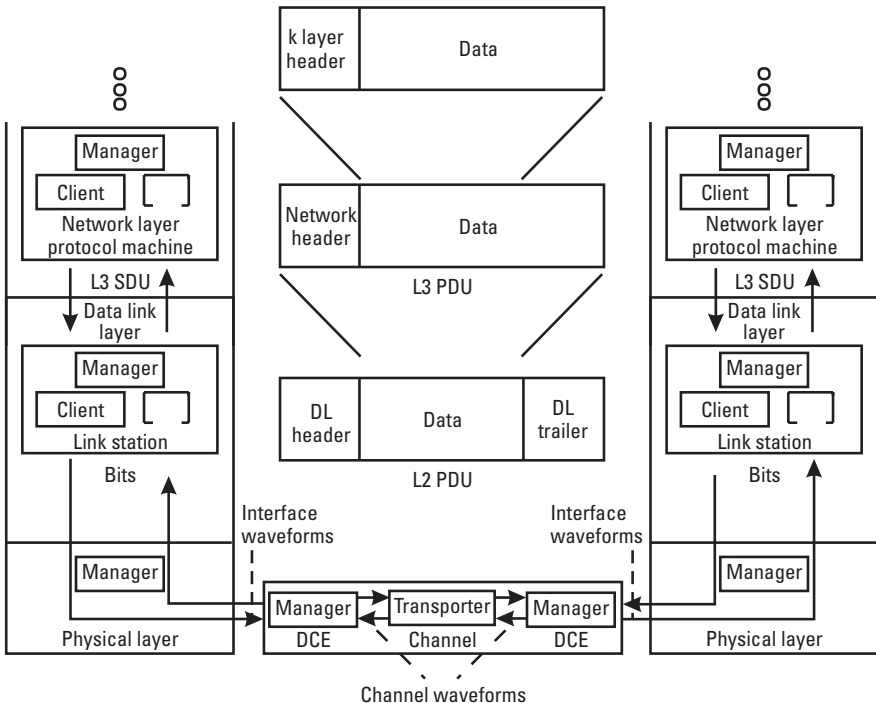 k layer
header
Data
Manager
Client
Network layer
protocol machine
L3 SDU
Data link
layer
Manager
Client
Link station
Bits
Manager
Physical layer
Network
header
Data
L3 PDU
DL
header
Data
DL
trailer
L2 PDU
Interface
waveforms
Interface
waveforms
Manager
Transporter
Manager
DCE
Channel
DCE
Channel waveforms
Manager
Client
Network layer
protocol machine
L3 SDU
Data link
layer
Manager
Client
Link station
Bits
Manager
Physical layer